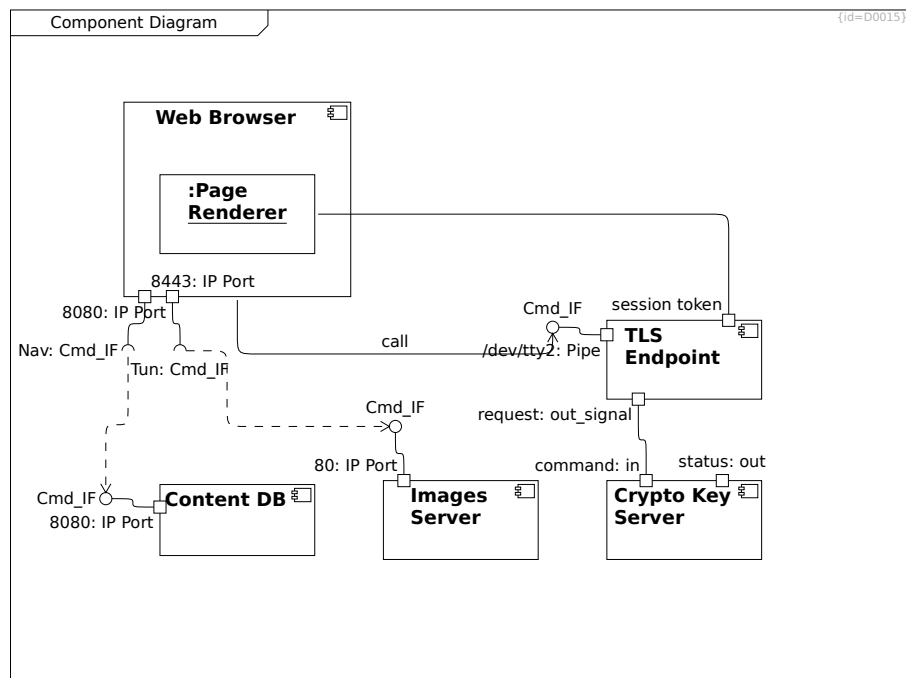 Component Diagram
{id=D0015}
Web Browser
:Page
Renderer
8443: IP Port
8080: IP Port
session token
Cmd_IF
TLS
Endpoint
Nav: Cmd_IF
call
/dev/tty2: Pipe
Tun: Cmd_IF
Cmd_IF
request: out_signal
80: IP Port
command: in
status: out
Cmd_IF
Content DB
Images
Server
Crypto Key
Server
8080: IP Port